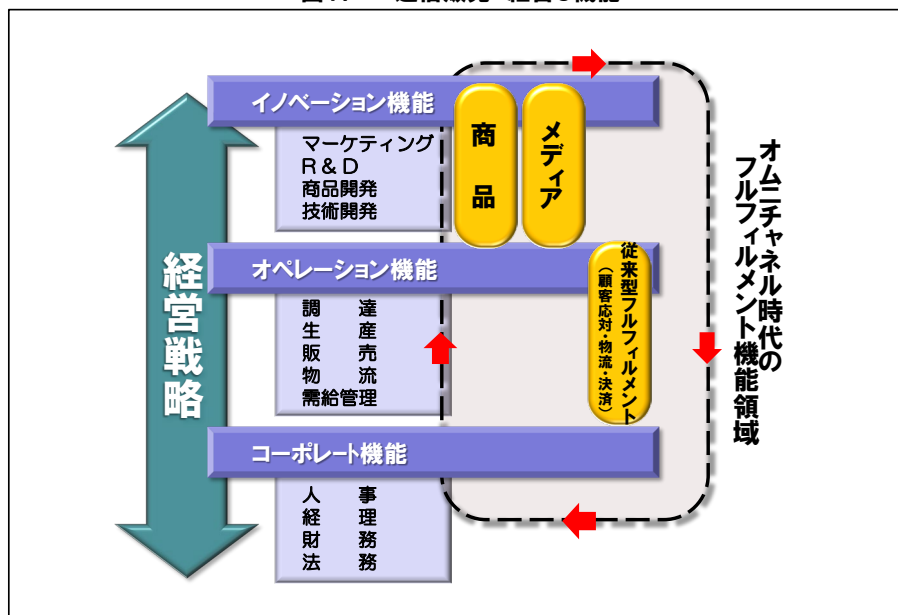 経営戦略
イノベーション機能
マーケティング
R＆D
商品開発
技術開発
商品
メディア
オペレーション機能
調達
生産
販売
物流
需給管理
従来型フルフィルメント
（顧客応対・物流・決済）
コーポレート機能
人事
経理
財務
法務
オムニチャネル時代の
フルフィルメント機能領域